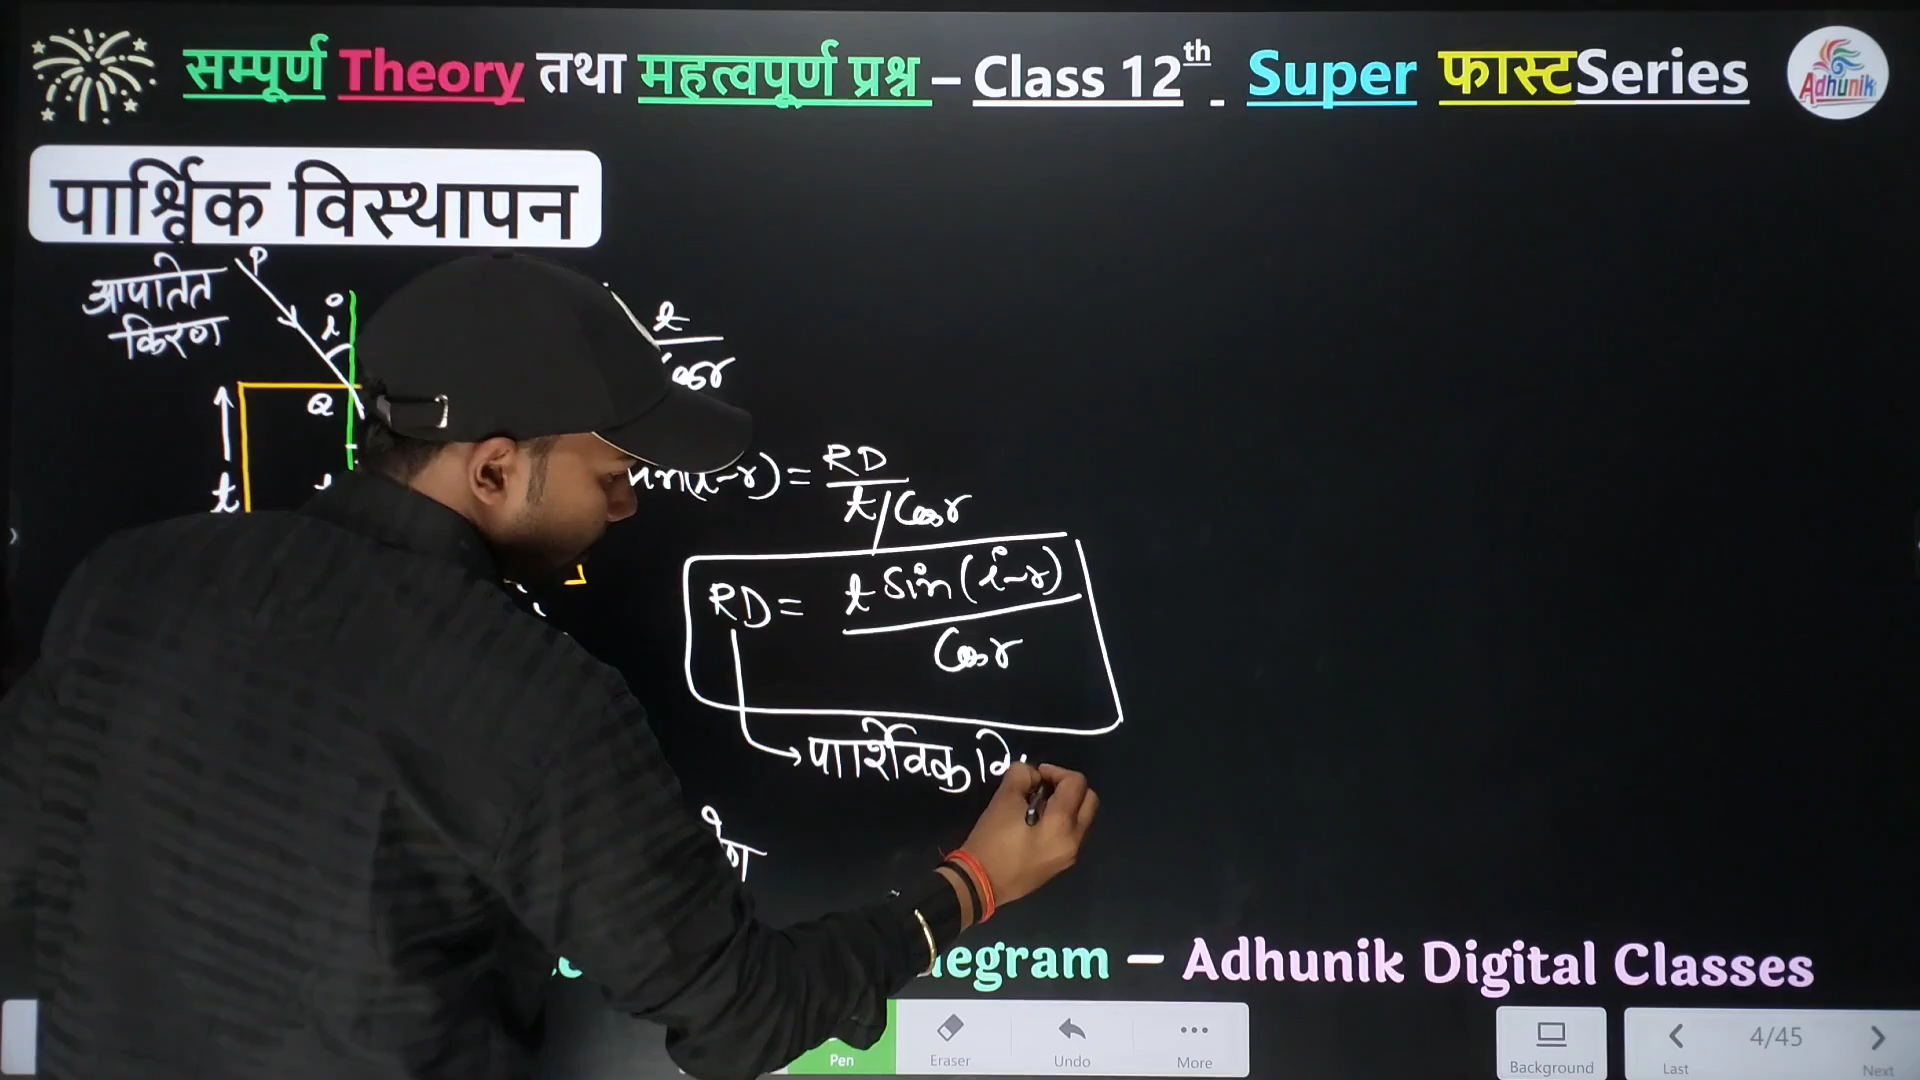 सम्पूर्ण Theory तथा महत्वपूर्ण प्रश्न – Class 12th - Super फास्टSeries
Adhunik
पार्श्विक विस्थापन
P
आपतित
किरण
i
t
Q
t
(i-r) = RD / t/Cosr
RD = t Sin(i-r) / Cosr
पार्श्विक वि
legram – Adhunik Digital Classes
Pen
Eraser
Undo
More
Background
Last
4/45
Next